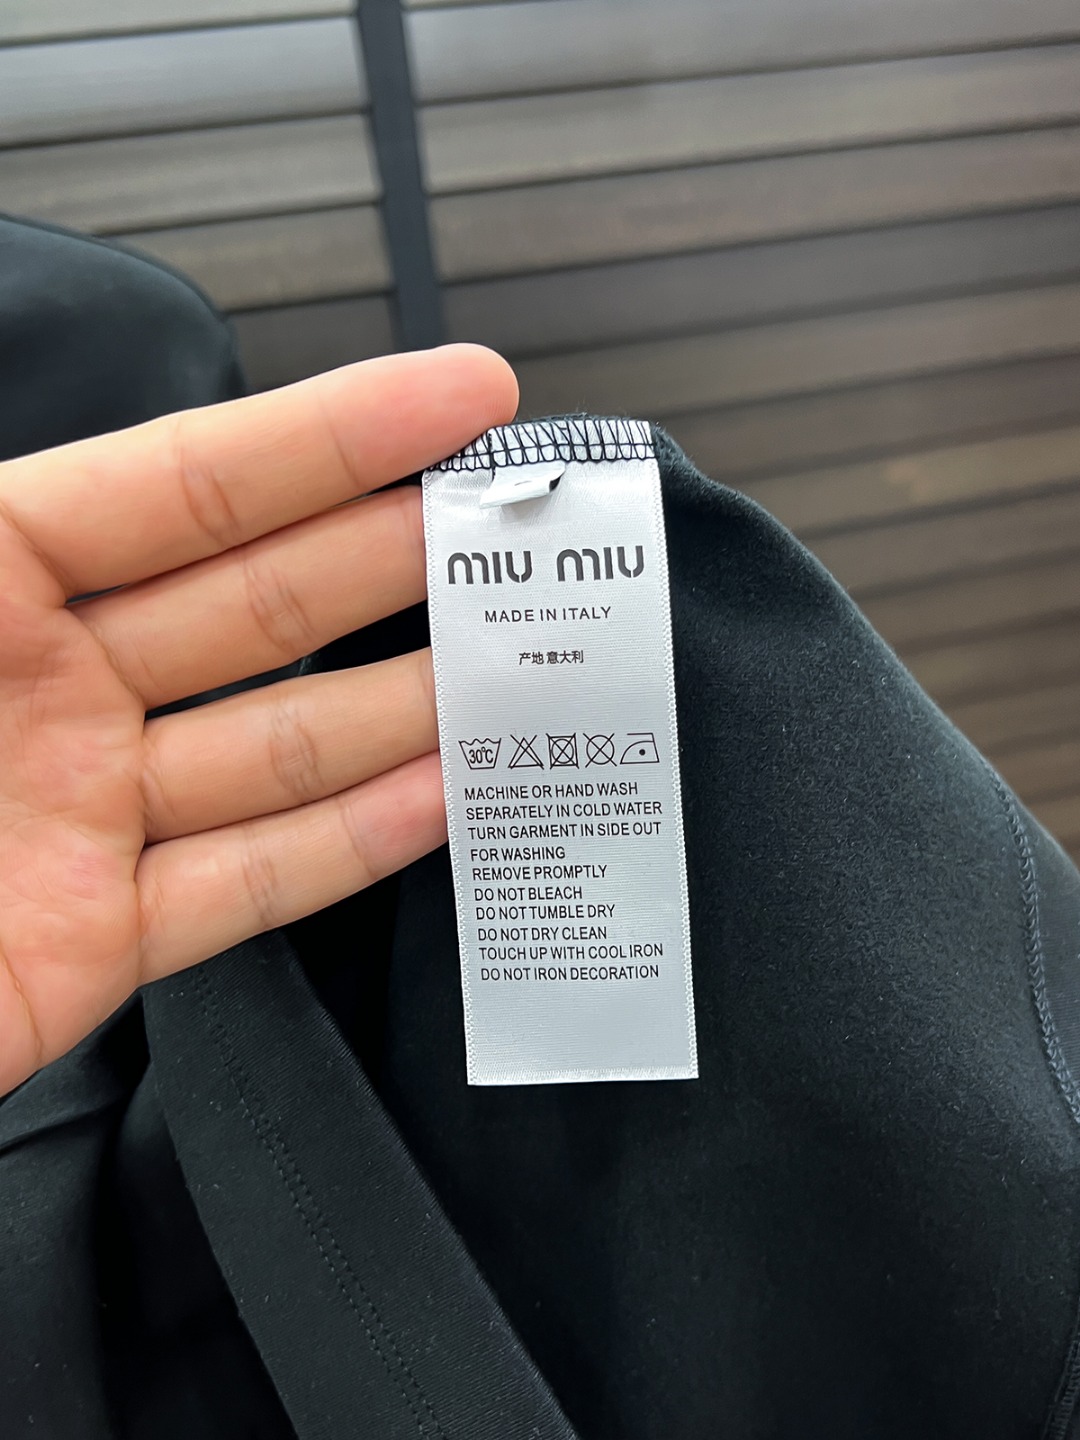 MIU MIU
MADE IN ITALY
产地 意大利
30℃
MACHINE OR HAND WASH
SEPARATELY IN COLD WATER
TURN GARMENT IN SIDE OUT
FOR WASHING
REMOVE PROMPTLY
DO NOT BLEACH
DO NOT TUMBLE DRY
DO NOT DRY CLEAN
TOUCH UP WITH COOL IRON
DO NOT IRON DECORATION